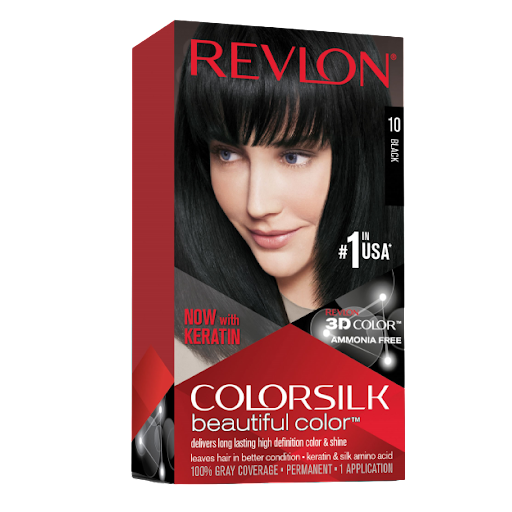 REVLON®
10
BLACK
#1 IN USA*
NOW with
KERATIN
REVLON
3D COLOR™
AMMONIA FREE
COLORSILK
beautiful color™
delivers long lasting high definition color & shine
leaves hair in better condition • keratin & silk amino acid
100% GRAY COVERAGE • PERMANENT • 1 APPLICATION